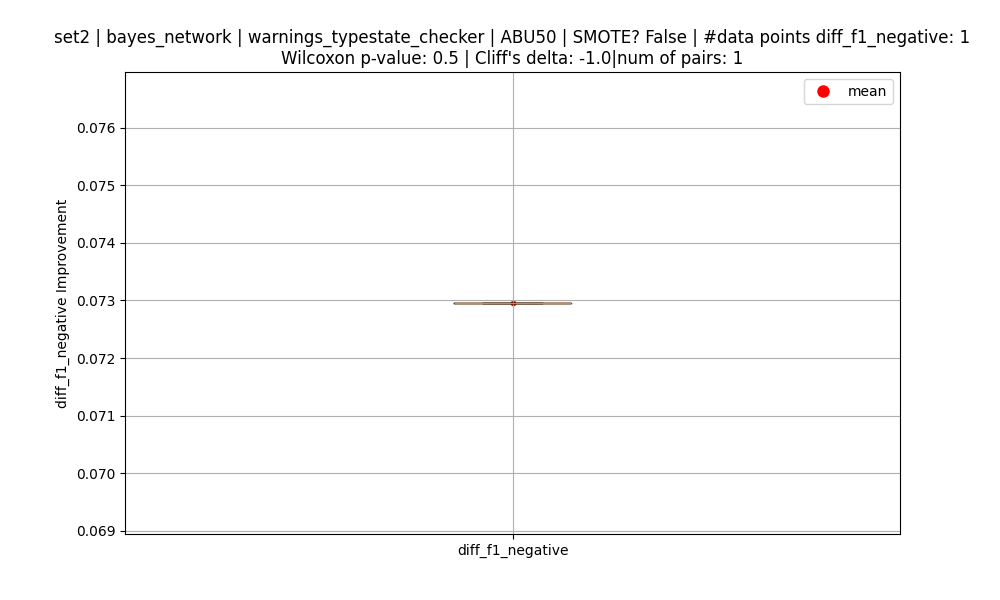 set2 | bayes_network | warnings_typestate_checker | ABU50 | SMOTE? False | #data points diff_f1_negative: 1
Wilcoxon p-value: 0.5 | Cliff's delta: -1.0|num of pairs: 1
mean
0.076
0.075
0.074
0.073
0.072
0.071
0.070
0.069
diff_f1_negative Improvement
diff_f1_negative